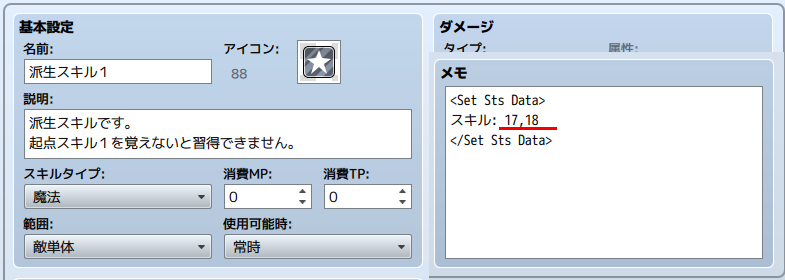 基本設定
名前:
アイコン:
派生スキル１
88
説明:
派生スキルです。
起点スキル１を覚えないと習得できません。
スキルタイプ:
消費MP:
消費TP:
魔法
0
0
範囲:
使用可能時:
敵単体
常時
ダメージ
タイプ:
属性:
メモ
<Set Sts Data>
スキル: 17,18
</Set Sts Data>